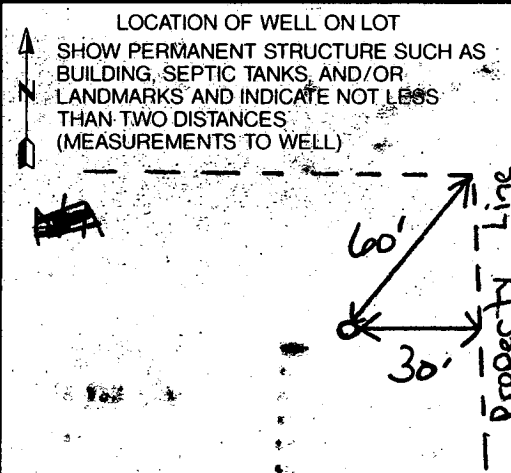 LOCATION OF WELL ON LOT
SHOW PERMANENT STRUCTURE SUCH AS
BUILDING, SEPTIC TANKS, AND/OR
LANDMARKS AND INDICATE NOT LESS
THAN TWO DISTANCES
(MEASUREMENTS TO WELL)
N
60'
30'
Property Line